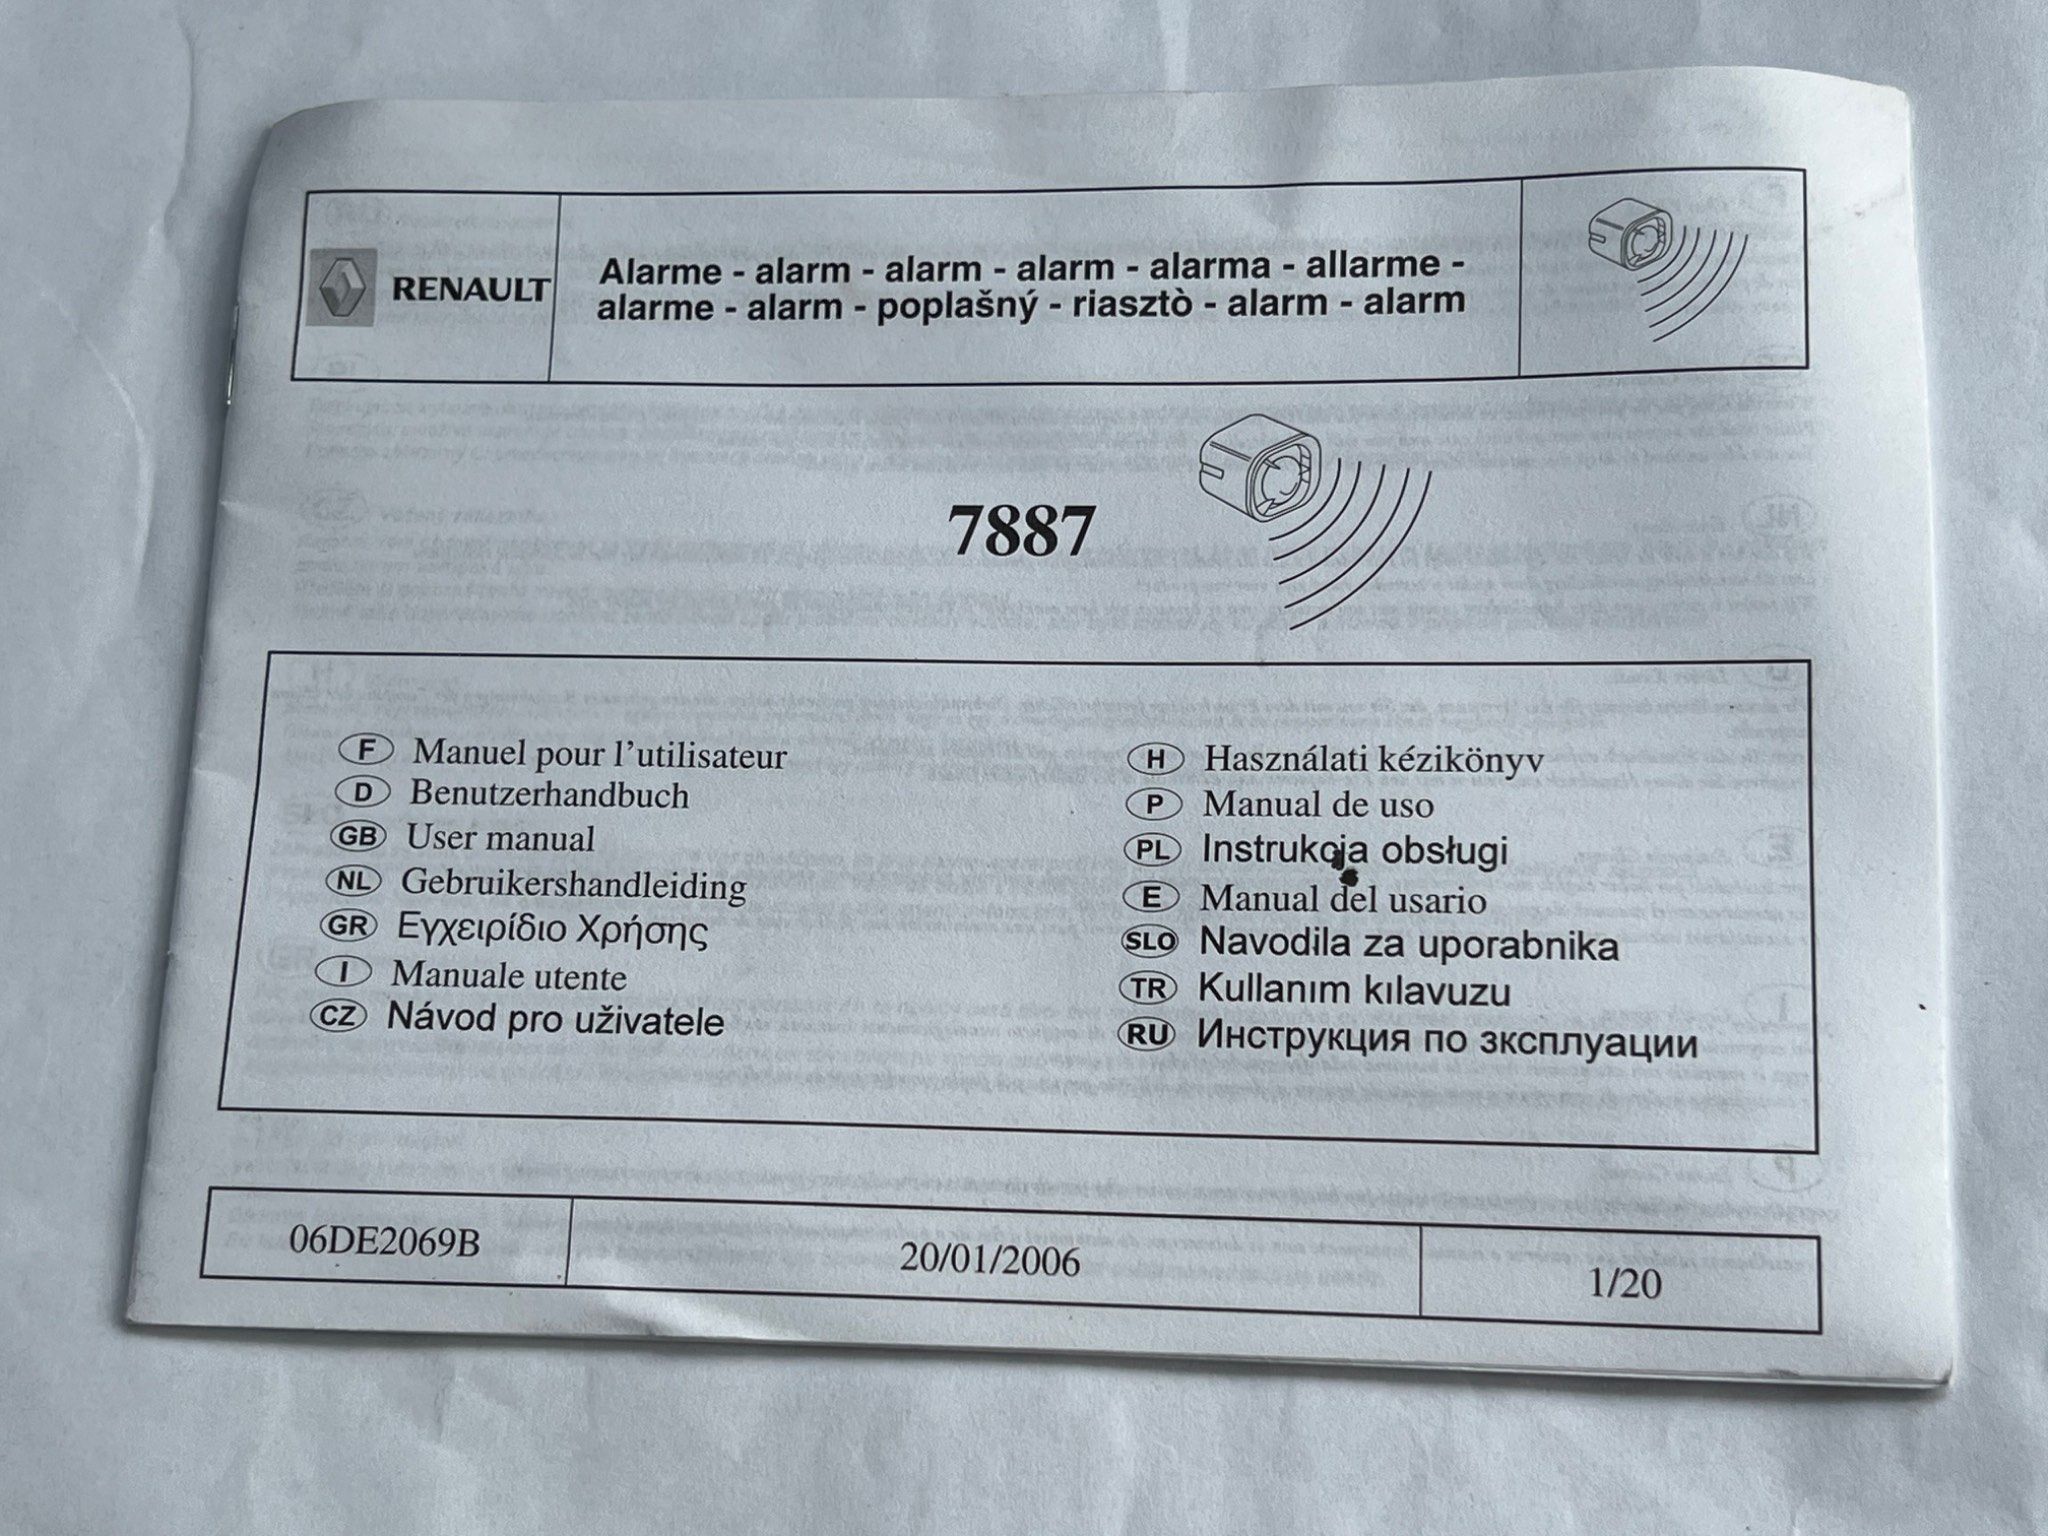 RENAULT
Alarme - alarm - alarm - alarm - alarma - allarme -
alarme - alarm - poplašný - riasztò - alarm - alarm
7887
F Manuel pour l’utilisateur
D Benutzerhandbuch
GB User manual
NL Gebruikershandleiding
GR Εγχειρίδιο Χρήσης
I Manuale utente
CZ Návod pro uživatele
H Használati kézikönyv
P Manual de uso
PL Instrukcja obsługi
E Manual del usario
SLO Navodila za uporabnika
TR Kullanım kılavuzu
RU Инструкция по зксплуации
06DE2069B
20/01/2006
1/20